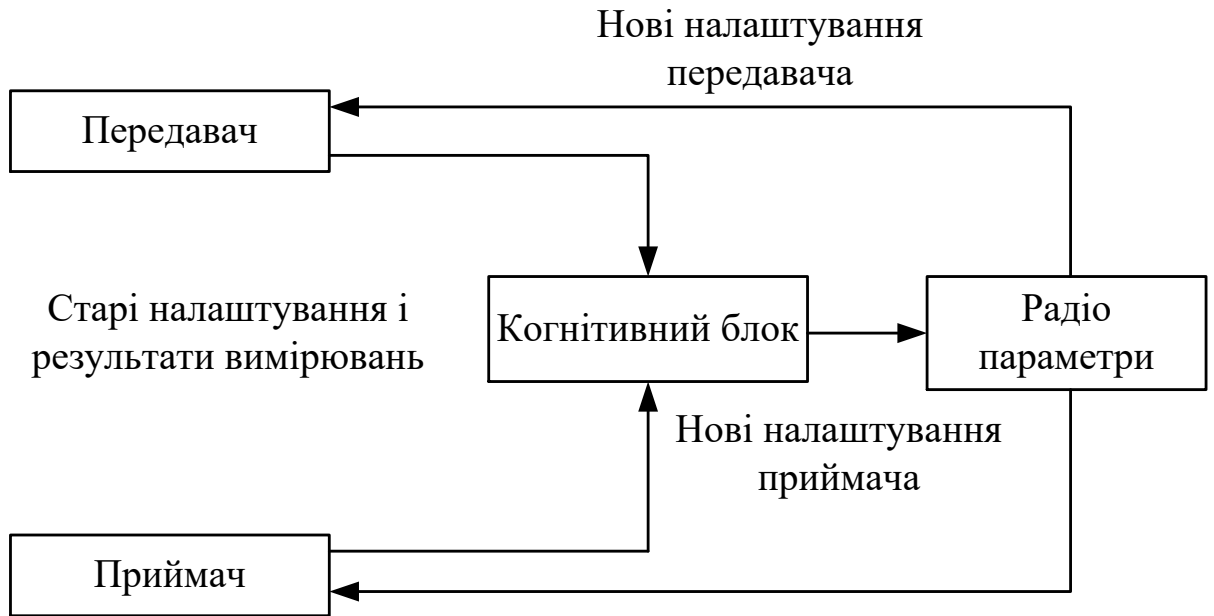 Нові налаштування
передавача
Передавач
Старі налаштування і
результати вимірювань
Когнітивний блок
Радіо
параметри
Нові налаштування
приймача
Приймач